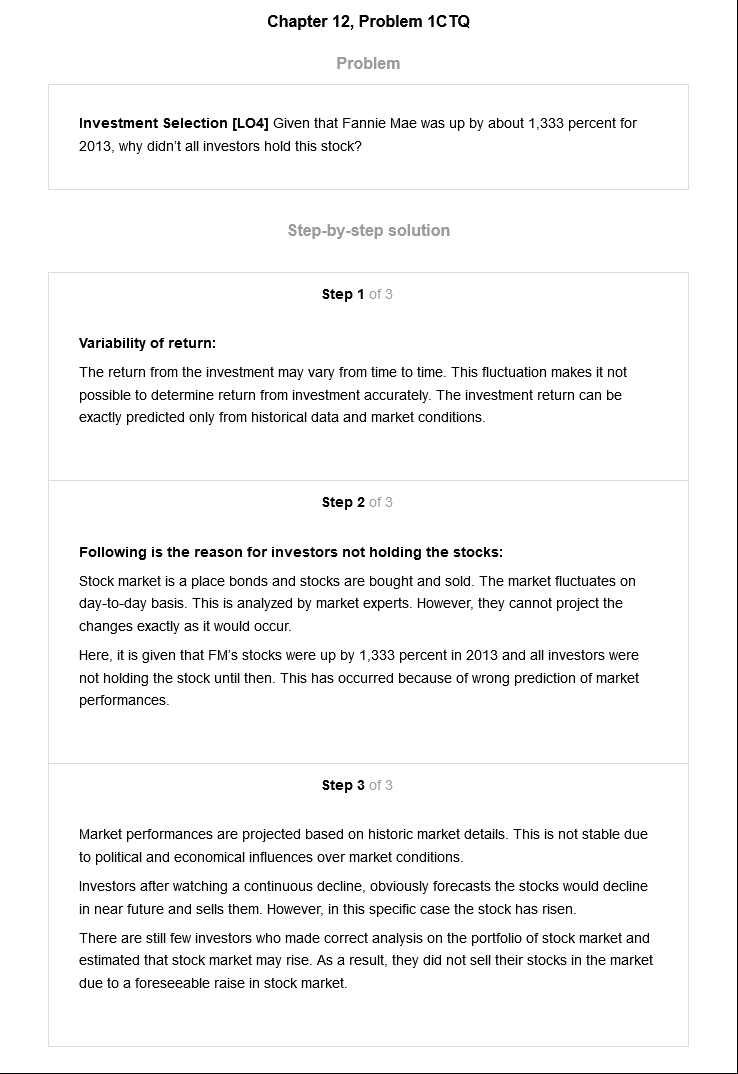 Chapter 12, Problem 1CTQ
Problem
Investment Selection [LO4] Given that Fannie Mae was up by about 1,333 percent for
2013, why didn't all investors hold this stock?
Step-by-step solution
Step 1 of 3
Variability of return:
The return from the investment may vary from time to time. This fluctuation makes it not
possible to determine return from investment accurately. The investment return can be
exactly predicted only from historical data and market conditions.
Step 2 of 3
Following is the reason for investors not holding the stocks:
Stock market is a place bonds and stocks are bought and sold. The market fluctuates on
day-to-day basis. This is analyzed by market experts. However, they cannot project the
changes exactly as it would occur.
Here, it is given that FM's stocks were up by 1,333 percent in 2013 and all investors were
not holding the stock until then. This has occurred because of wrong prediction of market
performances.
Step 3 of 3
Market performances are projected based on historic market details. This is not stable due
to political and economical influences over market conditions.
Investors after watching a continuous decline, obviously forecasts the stocks would decline
in near future and sells them. However, in this specific case the stock has risen.
There are still few investors who made correct analysis on the portfolio of stock market and
estimated that stock market may rise. As a result, they did not sell their stocks in the market
due to a foreseeable raise in stock market.